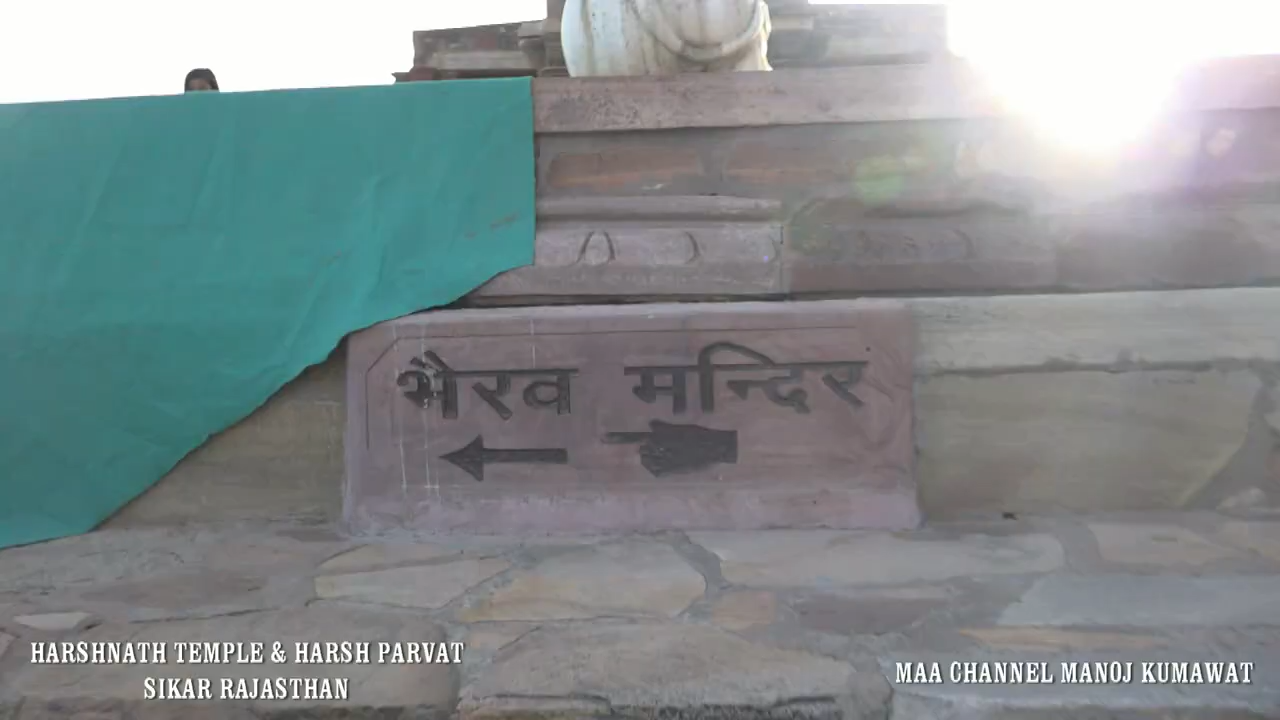 भैरव मन्दिर
HARSHNATH TEMPLE & HARSH PARVAT
SIKAR RAJASTHAN
MAA CHANNEL MANOJ KUMAWAT